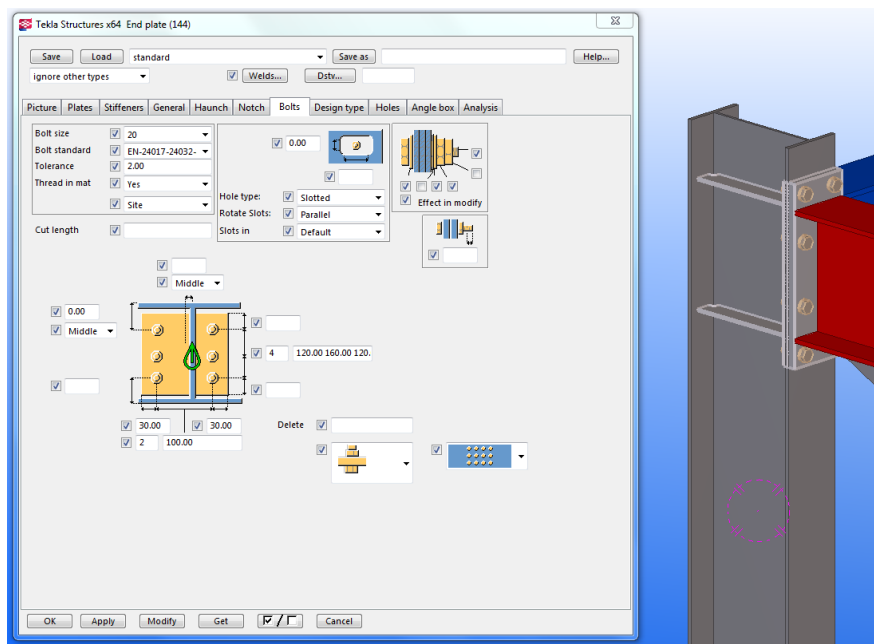 Tekla Structures x64 End plate (144)
Save Load standard Save as Help...
ignore other types Welds... Dstv...
Picture Plates Stiffeners General Haunch Notch Bolts Design type Holes Angle box Analysis
Bolt size 20
Bolt standard EN-24017-24032-
Tolerance 2.00
Thread in mat Yes
Site
Cut length
0.00
Hole type: Slotted
Rotate Slots: Parallel
Slots in Default
Effect in modify
Middle
0.00
Middle
4 120.00 160.00 120.
30.00 30.00
2 100.00
Delete
OK Apply Modify Get / Cancel